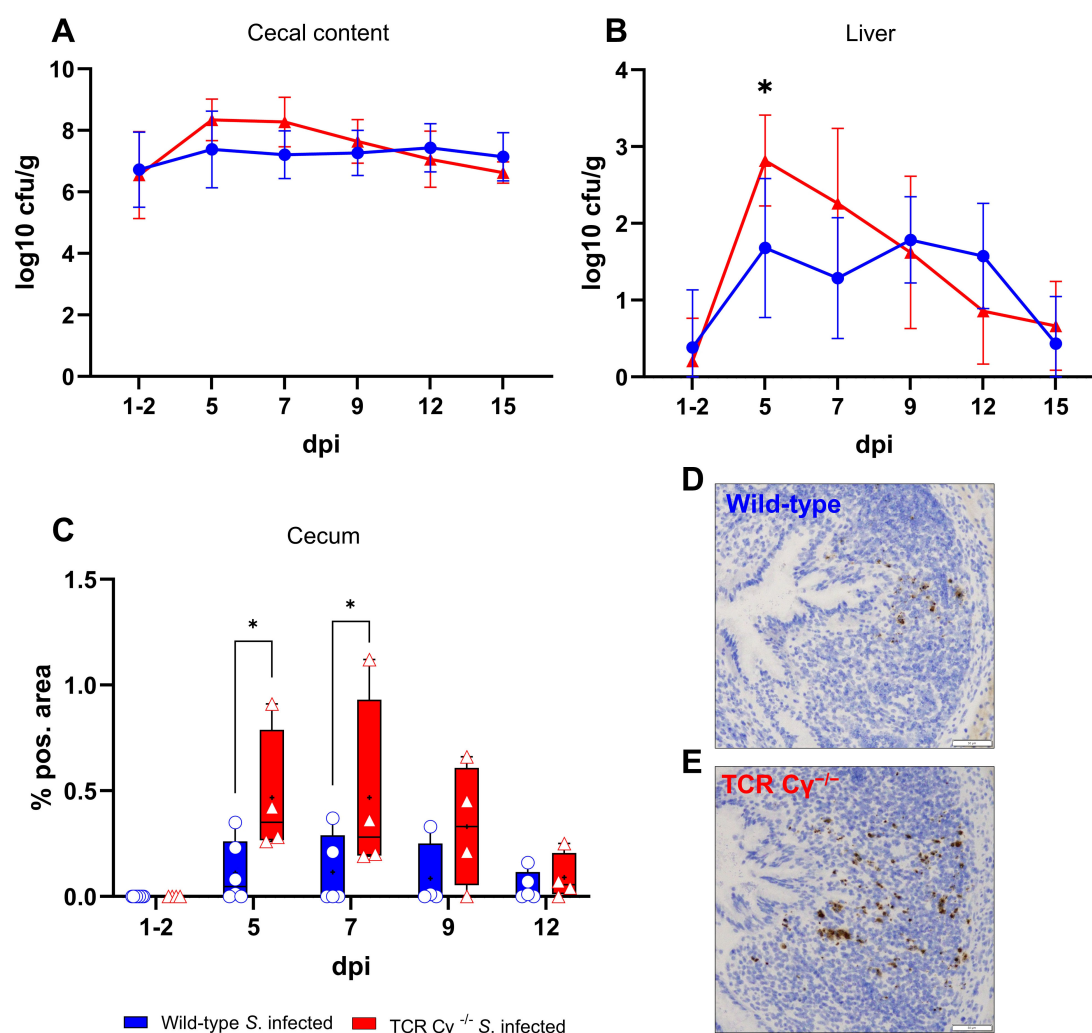 A
Cecal content
log10 cfu/g
10
8
6
4
2
0
1-2 5 7 9 12 15
dpi
B
Liver
log10 cfu/g
4
3
2
1
0
*
1-2 5 7 9 12 15
dpi
C
Cecum
% pos. area
1.5
1.0
0.5
0.0
* *
1-2 5 7 9 12
dpi
D
Wild-type
E
TCR Cγ⁻/⁻
Wild-type S. infected TCR Cγ ⁻/⁻ S. infected